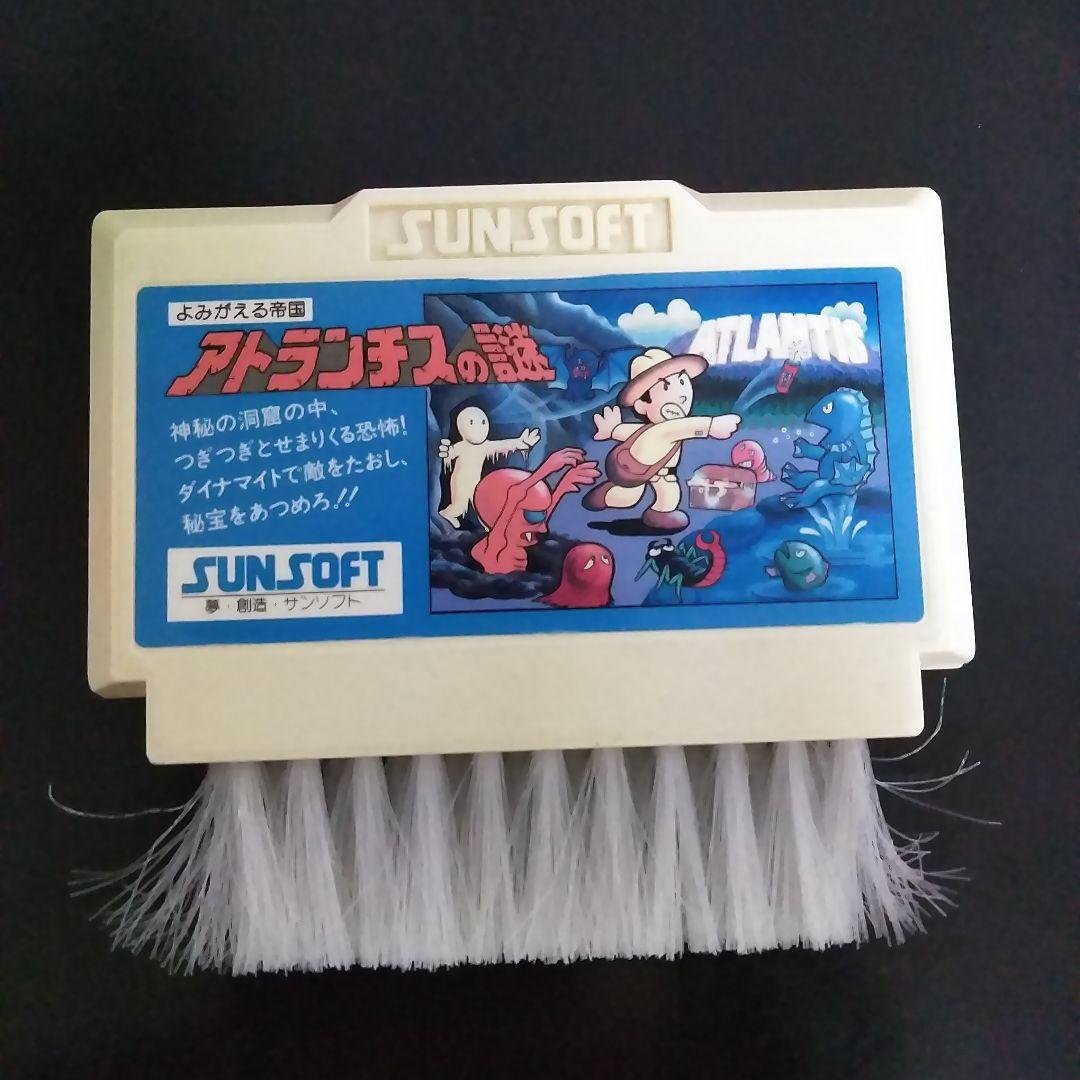 SUNSOFT
よみがえる帝国
アトランチスの謎
ATLANTIS
神秘の洞窟の中、
つぎつぎとせまりくる恐怖!
ダイナマイトで敵をたおし、
秘宝をあつめろ!!
SUNSOFT
夢・創造・サンソフト